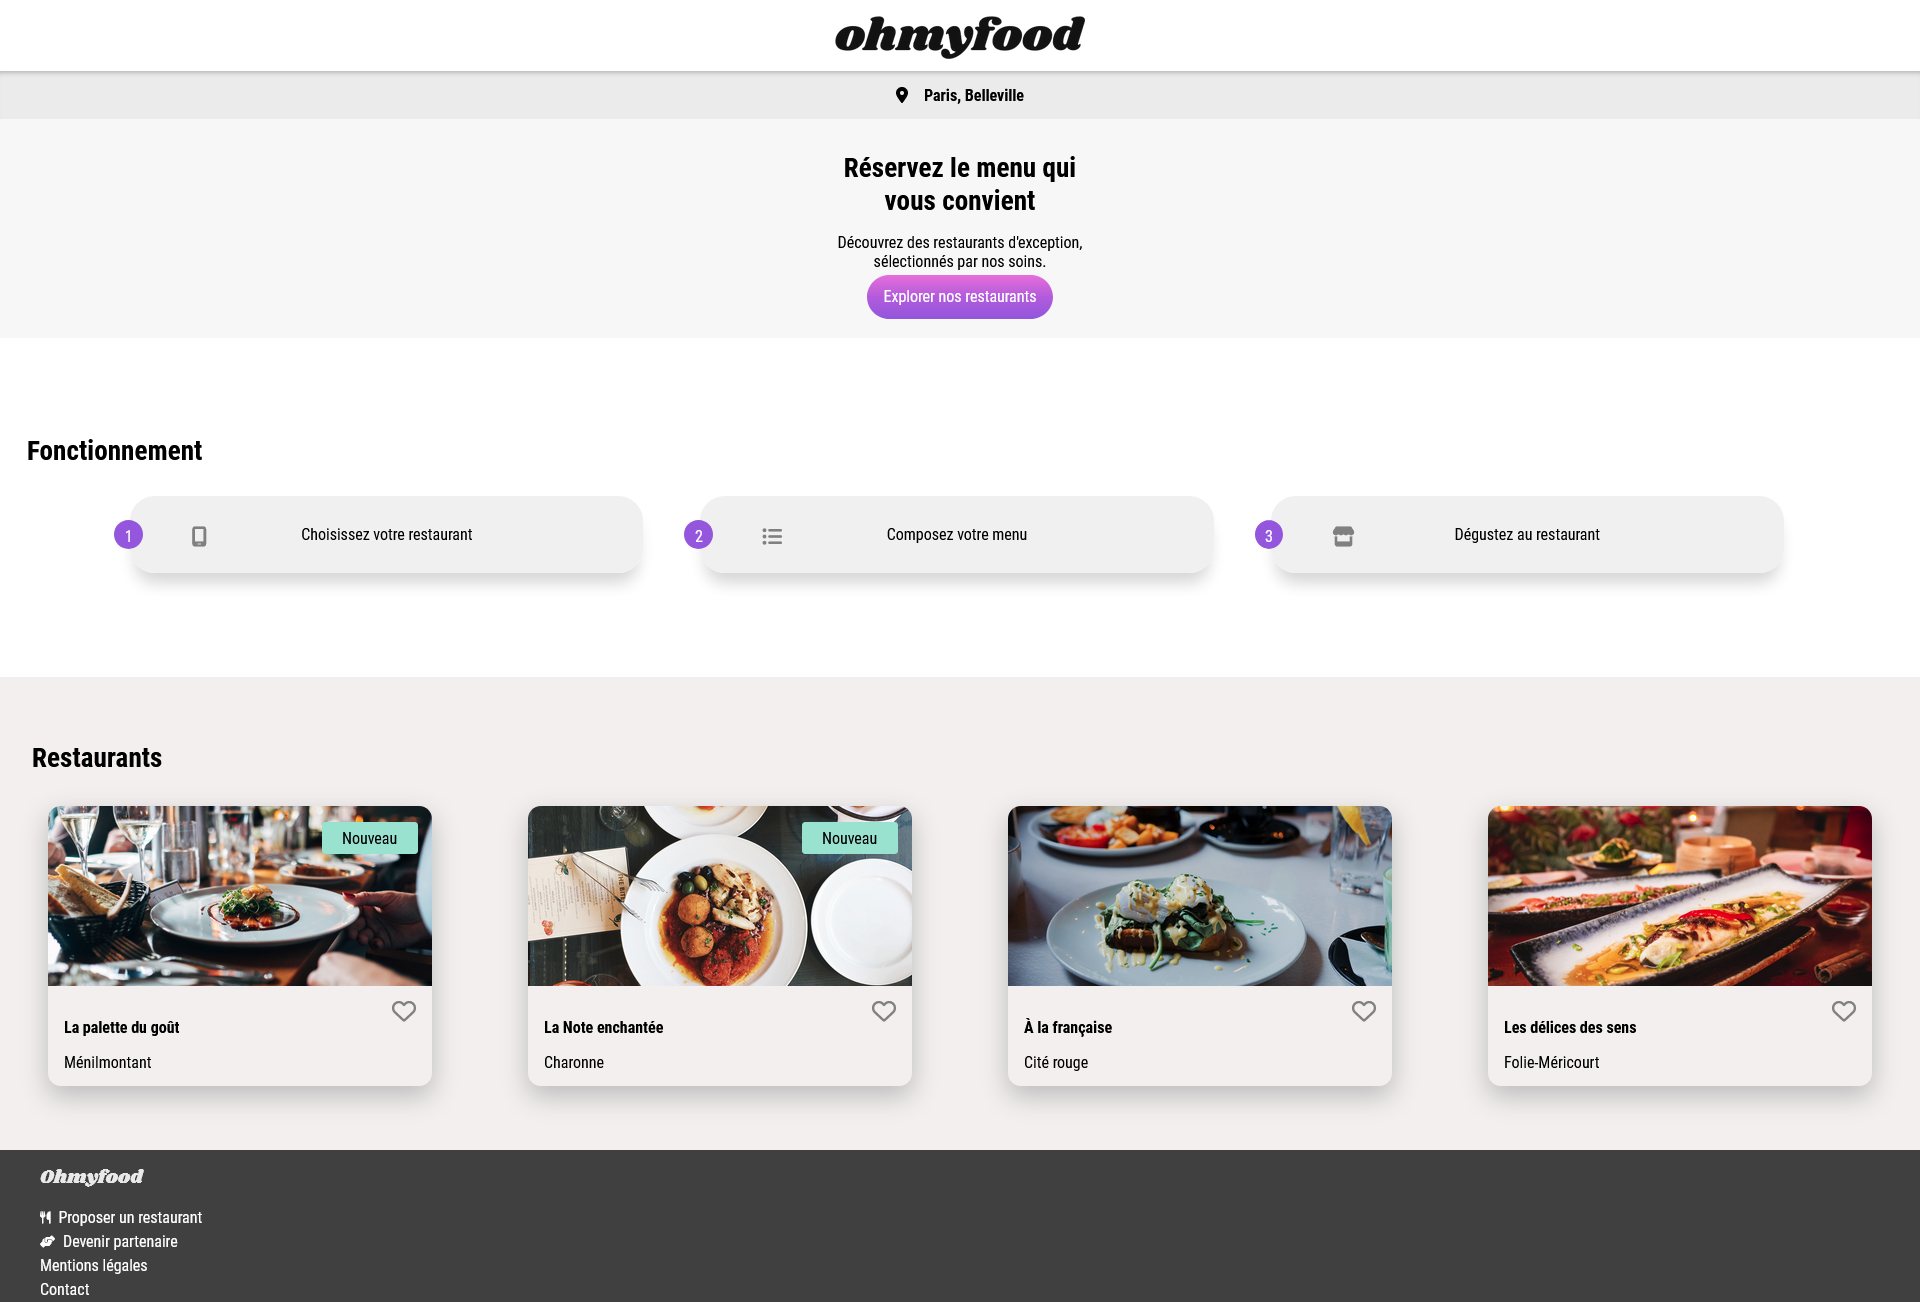 ohmyfood
Paris, Belleville
Réservez le menu qui
vous convient
Découvrez des restaurants d'exception,
sélectionnés par nos soins.
Explorer nos restaurants
Fonctionnement
1
Choisissez votre restaurant
2
Composez votre menu
3
Dégustez au restaurant
Restaurants
Nouveau
Nouveau
La palette du goût
Ménilmontant
La Note enchantée
Charonne
À la française
Cité rouge
Les délices des sens
Folie-Méricourt
Ohmyfood
Proposer un restaurant
Devenir partenaire
Mentions légales
Contact